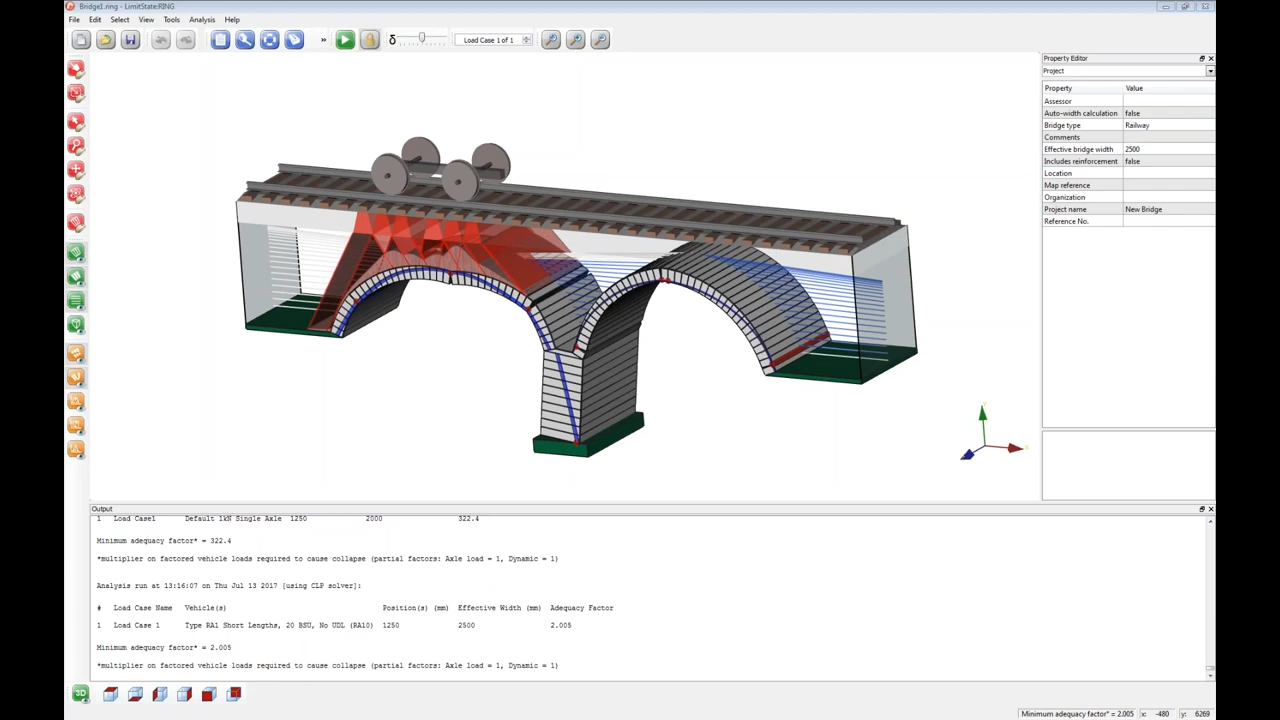 Bridge1.ring - LimitState:RING
File Edit Select View Tools Analysis Help
» δ Load Case 1 of 1
Property Editor
Project
Property Value
Assessor
Auto-width calculation false
Bridge type Railway
Comments
Effective bridge width 2500
Includes reinforcement false
Location
Map reference
Organization
Project name New Bridge
Reference No.
Output
1 Load Case1 Default 1kN Single Axle 1250 2000 322.4
Minimum adequacy factor* = 322.4
*multiplier on factored vehicle loads required to cause collapse (partial factors: Axle load = 1, Dynamic = 1)
Analysis run at 13:16:07 on Thu Jul 13 2017 [using CLP solver]:
# Load Case Name Vehicle(s) Position(s) (mm) Effective Width (mm) Adequacy Factor
1 Load Case 1 Type RA1 Short Lengths, 20 BSU, No UDL (RA10) 1250 2500 2.005
Minimum adequacy factor* = 2.005
*multiplier on factored vehicle loads required to cause collapse (partial factors: Axle load = 1, Dynamic = 1)
3D
Minimum adequacy factor* = 2.005 x: -480 y: 6269